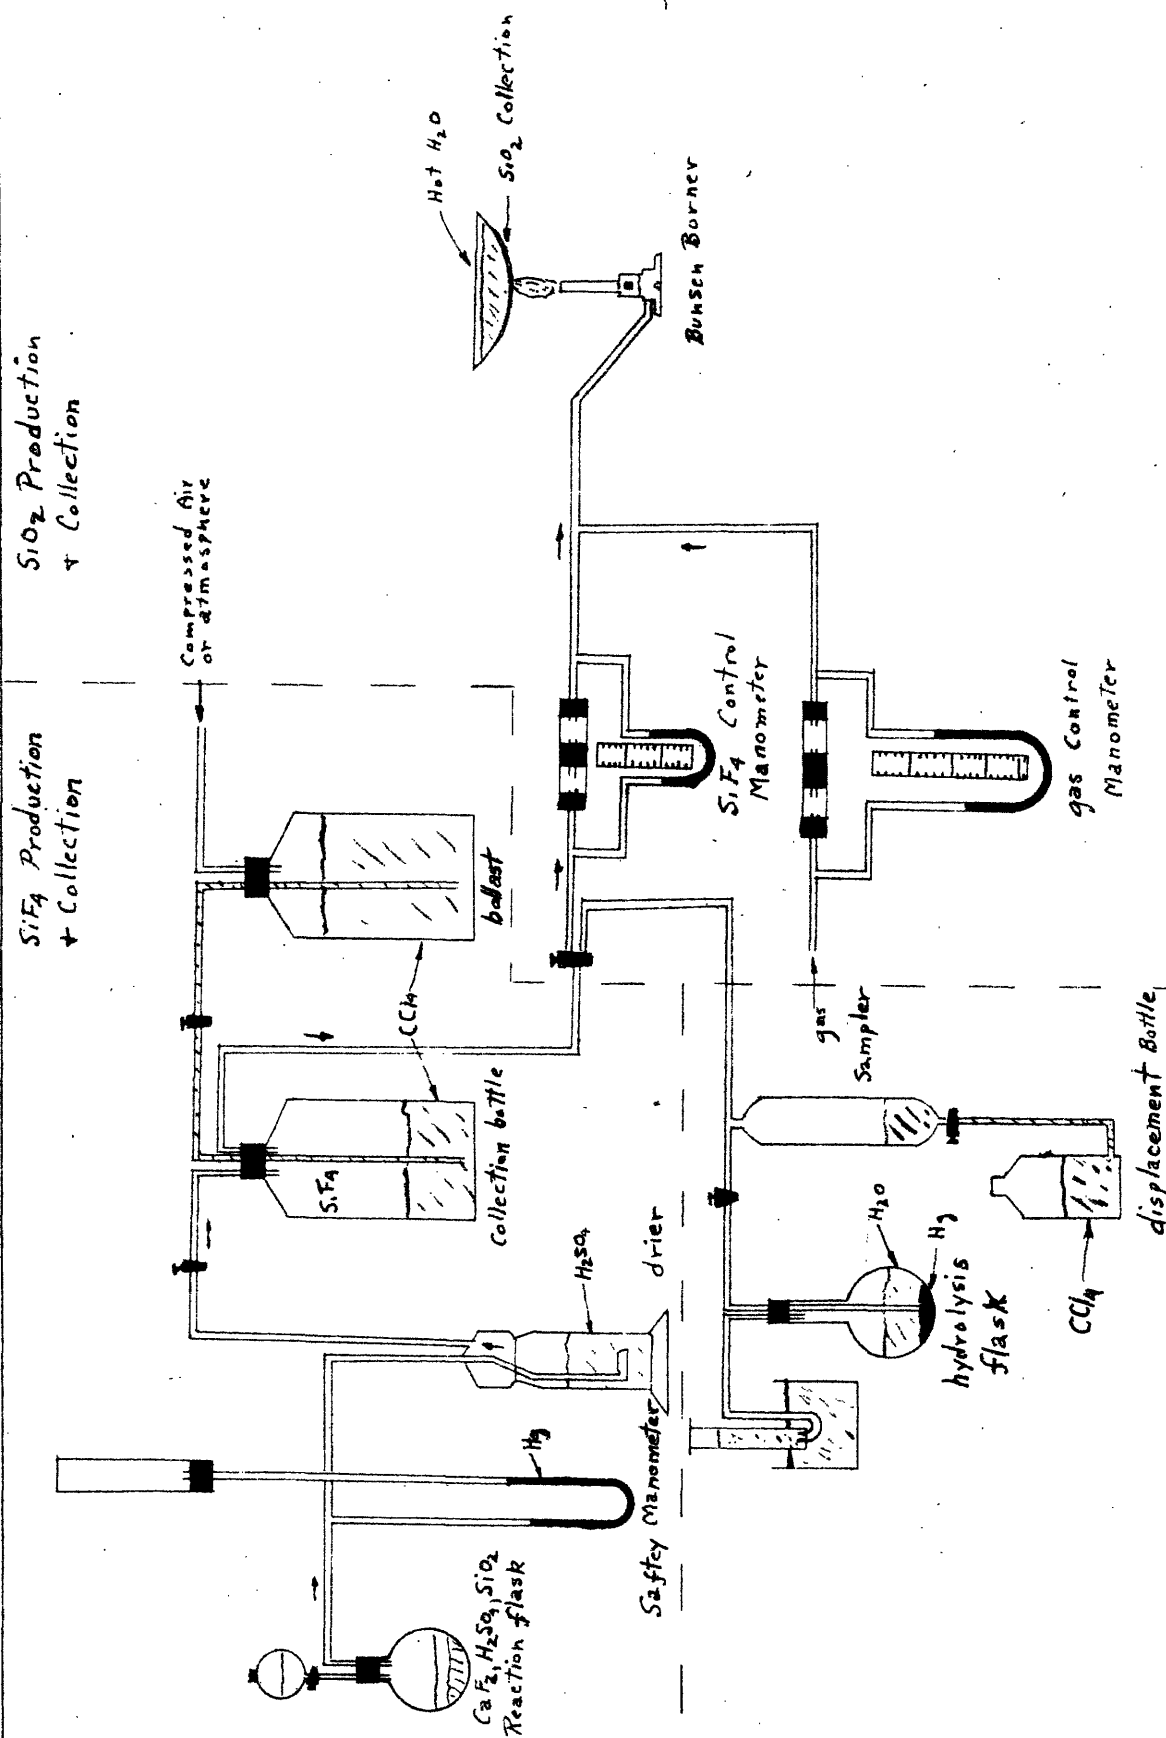 SiF4 Production
+ Collection
SiO2 Production
+ Collection
Compressed Air
or atmosphere
Hot H2O
SiO2 Collection
Bunsen Burner
ballast
CCl4
SiF4
Collection bottle
H2SO4
drier
Hg
Saftey Manometer
CaF2, H2SO4, SiO2
Reaction flask
SiF4 Control
Manometer
gas Control
Manometer
gas
Sampler
H2O
Hg
hydrolysis
flask
CCl4
displacement Bottle